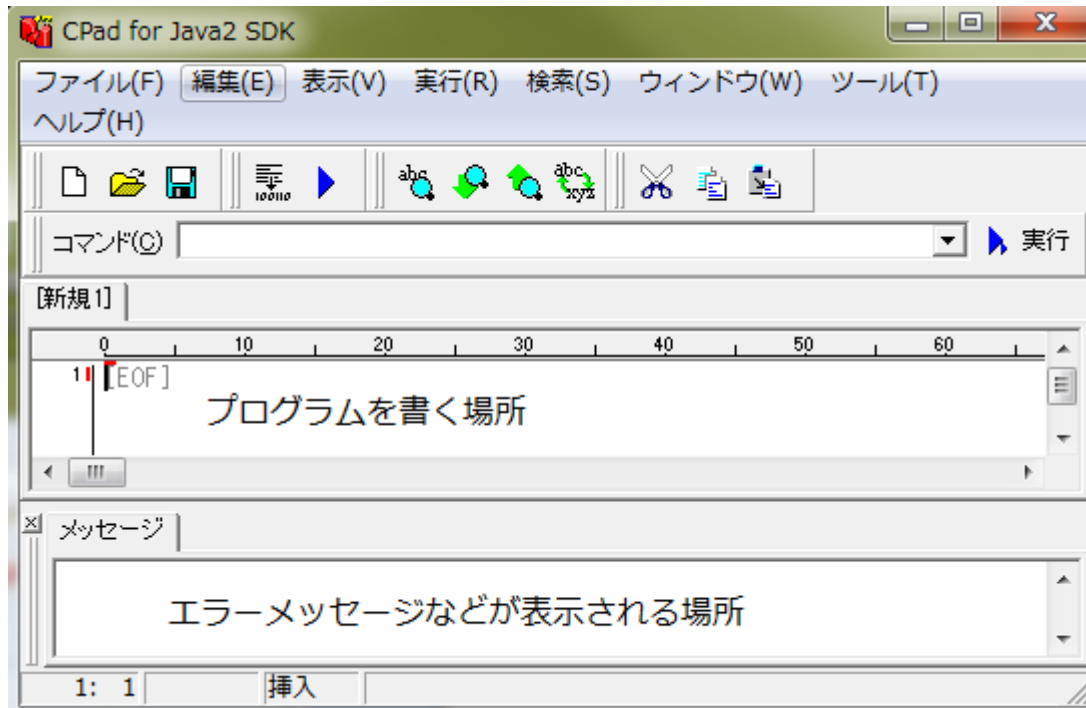 CPad for Java2 SDK
ファイル(F) 編集(E) 表示(V) 実行(R) 検索(S) ウィンドウ(W) ツール(T)
ヘルプ(H)
コマンド(C) 実行
[新規1]
0 10 20 30 40 50 60
1 [EOF]
プログラムを書く場所
メッセージ
エラーメッセージなどが表示される場所
1: 1 挿入